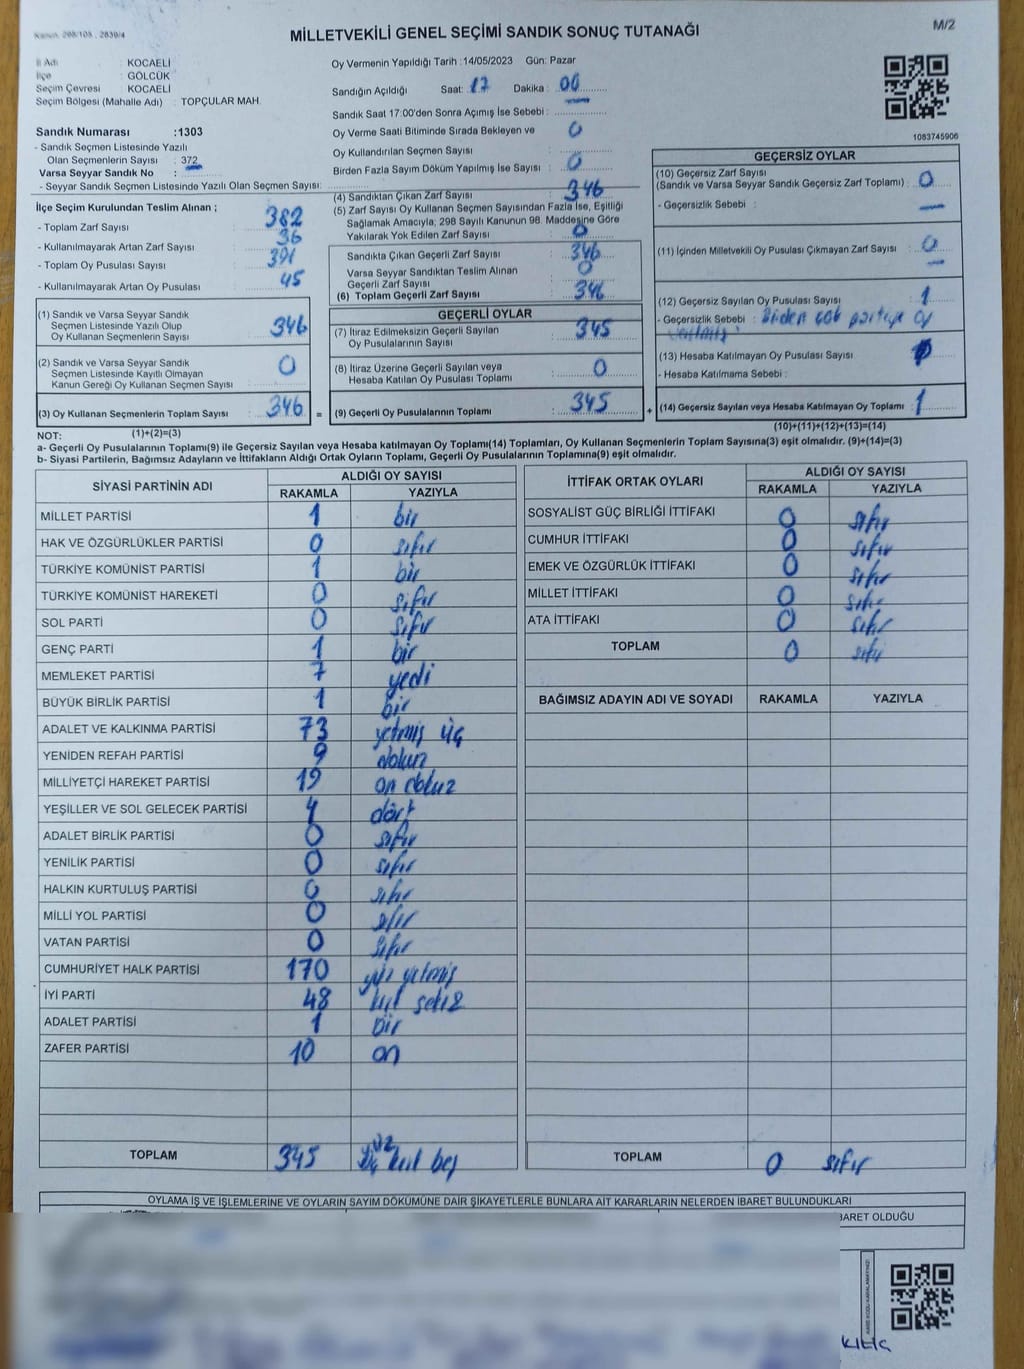 Kanun, 298/105 , 2839/4
MİLLETVEKİLİ GENEL SEÇİMİ SANDIK SONUÇ TUTANAĞI
M/2
İl Adı : KOCAELİ
İlçe : GÖLCÜK
Seçim Çevresi : KOCAELİ
Seçim Bölgesi (Mahalle Adı) : TOPÇULAR MAH.
Sandık Numarası :1303
- Sandık Seçmen Listesinde Yazılı
Olan Seçmenlerin Sayısı : 372
Varsa Seyyar Sandık No :
- Seyyar Sandık Seçmen Listesinde Yazılı Olan Seçmen Sayısı:
Oy Vermenin Yapıldığı Tarih :14/05/2023 Gün: Pazar
Sandığın Açıldığı Saat: 17 Dakika : 00
Sandık Saat 17:00'den Sonra Açımış İse Sebebi :
Oy Verme Saati Bitiminde Sırada Bekleyen ve
Oy Kullandırılan Seçmen Sayısı : 0
Birden Fazla Sayım Döküm Yapılmış İse Sayısı : 0
1083745906
İlçe Seçim Kurulundan Teslim Alınan ;
- Toplam Zarf Sayısı : 382
- Kullanılmayarak Artan Zarf Sayısı : 36
- Toplam Oy Pusulası Sayısı : 391
- Kullanılmayarak Artan Oy Pusulası : 45
(4) Sandıktan Çıkan Zarf Sayısı : 346
(5) Zarf Sayısı Oy Kullanan Seçmen Sayısından Fazla İse, Eşitliği
Sağlamak Amacıyla; 298 Sayılı Kanunun 98. Maddesine Göre
Yakılarak Yok Edilen Zarf Sayısı : 0
Sandıkta Çıkan Geçerli Zarf Sayısı : 346
Varsa Seyyar Sandıktan Teslim Alınan
Geçerli Zarf Sayısı : 0
(6) Toplam Geçerli Zarf Sayısı : 346
GEÇERSİZ OYLAR
(10) Geçersiz Zarf Sayısı
(Sandık ve Varsa Seyyar Sandık Geçersiz Zarf Toplamı) : 0
- Geçersizlik Sebebi : —
(11) İçinden Milletvekili Oy Pusulası Çıkmayan Zarf Sayısı : 0
(12) Geçersiz Sayılan Oy Pusulası Sayısı : 1
- Geçersizlik Sebebi : Birden çok partiye oy
verilmiş
(13) Hesaba Katılmayan Oy Pusulası Sayısı
- Hesaba Katılmama Sebebi :
(14) Geçersiz Sayılan veya Hesaba Katılmayan Oy Toplamı : 1
(10)+(11)+(12)+(13)=(14)
(1) Sandık ve Varsa Seyyar Sandık
Seçmen Listesinde Yazılı Olup
Oy Kullanan Seçmenlerin Sayısı : 346
(2) Sandık ve Varsa Seyyar Sandık
Seçmen Listesinde Kayıtlı Olmayan
Kanun Gereği Oy Kullanan Seçmen Sayısı : 0
(3) Oy Kullanan Seçmenlerin Toplam Sayısı : 346 =
(1)+(2)=(3)
GEÇERLİ OYLAR
(7) İtiraz Edilmeksizin Geçerli Sayılan
Oy Pusulalarının Sayısı : 345
(8) İtiraz Üzerine Geçerli Sayılan veya
Hesaba Katılan Oy Pusulası Toplamı : 0
(9) Geçerli Oy Pusulalarının Toplamı : 345 +
NOT:
a- Geçerli Oy Pusulalarının Toplamı(9) ile Geçersiz Sayılan veya Hesaba katılmayan Oy Toplamı(14) Toplamları, Oy Kullanan Seçmenlerin Toplam Sayısına(3) eşit olmalıdır. (9)+(14)=(3)
b- Siyasi Partilerin, Bağımsız Adayların ve İttifakların Aldığı Ortak Oyların Toplamı, Geçerli Oy Pusulalarının Toplamına(9) eşit olmalıdır.
SİYASİ PARTİNİN ADI ALDIĞI OY SAYISI
RAKAMLA YAZIYLA
MİLLET PARTİSİ 1 bir
HAK VE ÖZGÜRLÜKLER PARTİSİ 0 sıfır
TÜRKİYE KOMÜNİST PARTİSİ 1 bir
TÜRKİYE KOMÜNİST HAREKETİ 0 sıfır
SOL PARTİ 0 sıfır
GENÇ PARTİ 1 bir
MEMLEKET PARTİSİ 7 yedi
BÜYÜK BİRLİK PARTİSİ 1 bir
ADALET VE KALKINMA PARTİSİ 73 yetmiş üç
YENİDEN REFAH PARTİSİ 9 dokuz
MİLLİYETÇİ HAREKET PARTİSİ 19 on dokuz
YEŞİLLER VE SOL GELECEK PARTİSİ 4 dört
ADALET BİRLİK PARTİSİ 0 sıfır
YENİLİK PARTİSİ 0 sıfır
HALKIN KURTULUŞ PARTİSİ 0 sıfır
MİLLİ YOL PARTİSİ 0 sıfır
VATAN PARTİSİ 0 sıfır
CUMHURİYET HALK PARTİSİ 170 yüz yetmiş
İYİ PARTİ 48 kırk sekiz
ADALET PARTİSİ 1 bir
ZAFER PARTİSİ 10 on
TOPLAM 345 üç yüz kırk beş
İTTİFAK ORTAK OYLARI ALDIĞI OY SAYISI
RAKAMLA YAZIYLA
SOSYALİST GÜÇ BİRLİĞİ İTTİFAKI 0 sıfır
CUMHUR İTTİFAKI 0 sıfır
EMEK VE ÖZGÜRLÜK İTTİFAKI 0 sıfır
MİLLET İTTİFAKI 0 sıfır
ATA İTTİFAKI 0 sıfır
TOPLAM 0 sıfır
BAĞIMSIZ ADAYIN ADI VE SOYADI RAKAMLA YAZIYLA
TOPLAM 0 sıfır
OYLAMA İŞ VE İŞLEMLERİNE VE OYLARIN SAYIM DÖKÜMÜNE DAİR ŞİKAYETLERLE BUNLARA AİT KARARLARIN NELERDEN İBARET BULUNDUKLARI
BARET OLDUĞU